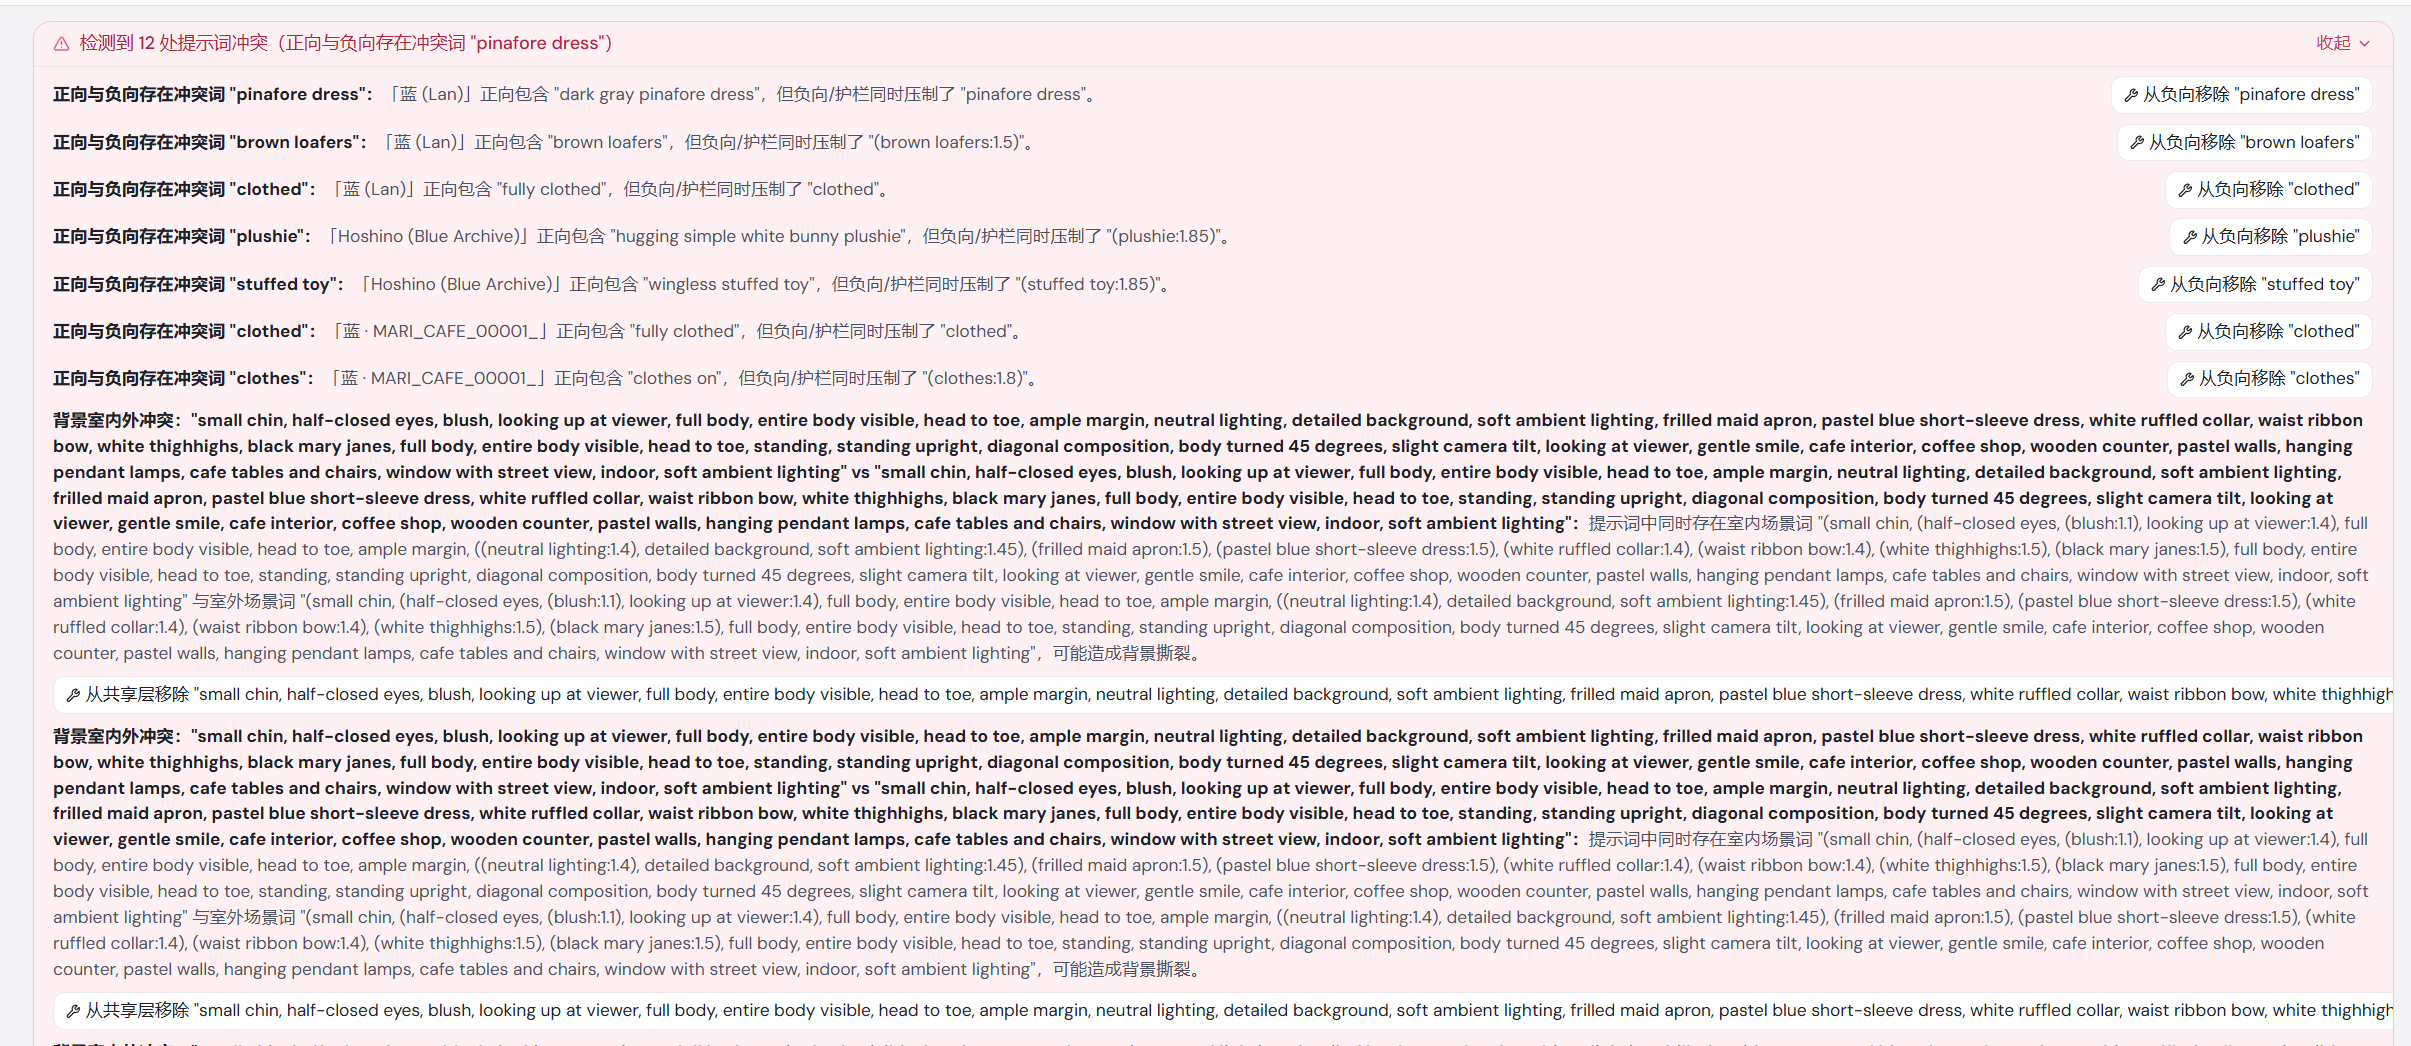 检测到 12 处提示词冲突（正向与负向存在冲突词 "pinafore dress"）
收起
正向与负向存在冲突词 "pinafore dress"：「蓝 (Lan)」正向包含 "dark gray pinafore dress"，但负向/护栏同时压制了 "pinafore dress"。
从负向移除 "pinafore dress"
正向与负向存在冲突词 "brown loafers"：「蓝 (Lan)」正向包含 "brown loafers"，但负向/护栏同时压制了 "(brown loafers:1.5)"。
从负向移除 "brown loafers"
正向与负向存在冲突词 "clothed"：「蓝 (Lan)」正向包含 "fully clothed"，但负向/护栏同时压制了 "clothed"。
从负向移除 "clothed"
正向与负向存在冲突词 "plushie"：「Hoshino (Blue Archive)」正向包含 "hugging simple white bunny plushie"，但负向/护栏同时压制了 "(plushie:1.85)"。
从负向移除 "plushie"
正向与负向存在冲突词 "stuffed toy"：「Hoshino (Blue Archive)」正向包含 "wingless stuffed toy"，但负向/护栏同时压制了 "(stuffed toy:1.85)"。
从负向移除 "stuffed toy"
正向与负向存在冲突词 "clothed"：「蓝 · MARI_CAFE_00001_」正向包含 "fully clothed"，但负向/护栏同时压制了 "clothed"。
从负向移除 "clothed"
正向与负向存在冲突词 "clothes"：「蓝 · MARI_CAFE_00001_」正向包含 "clothes on"，但负向/护栏同时压制了 "(clothes:1.8)"。
从负向移除 "clothes"
背景室内外冲突："small chin, half-closed eyes, blush, looking up at viewer, full body, entire body visible, head to toe, ample margin, neutral lighting, detailed background, soft ambient lighting, frilled maid apron, pastel blue short-sleeve dress, white ruffled collar, waist ribbon
bow, white thighhighs, black mary janes, full body, entire body visible, head to toe, standing, standing upright, diagonal composition, body turned 45 degrees, slight camera tilt, looking at viewer, gentle smile, cafe interior, coffee shop, wooden counter, pastel walls, hanging
pendant lamps, cafe tables and chairs, window with street view, indoor, soft ambient lighting" vs "small chin, half-closed eyes, blush, looking up at viewer, full body, entire body visible, head to toe, ample margin, neutral lighting, detailed background, soft ambient lighting,
frilled maid apron, pastel blue short-sleeve dress, white ruffled collar, waist ribbon bow, white thighhighs, black mary janes, full body, entire body visible, head to toe, standing, standing upright, diagonal composition, body turned 45 degrees, slight camera tilt, looking at
viewer, gentle smile, cafe interior, coffee shop, wooden counter, pastel walls, hanging pendant lamps, cafe tables and chairs, window with street view, indoor, soft ambient lighting"：提示词中同时存在室内场景词 "(small chin, (half-closed eyes, (blush:1.1), looking up at viewer:1.4), full
body, entire body visible, head to toe, ample margin, ((neutral lighting:1.4), detailed background, soft ambient lighting:1.45), (frilled maid apron:1.5), (pastel blue short-sleeve dress:1.5), (white ruffled collar:1.4), (waist ribbon bow:1.4), (white thighhighs:1.5), (black mary janes:1.5), full body, entire
body visible, head to toe, standing, standing upright, diagonal composition, body turned 45 degrees, slight camera tilt, looking at viewer, gentle smile, cafe interior, coffee shop, wooden counter, pastel walls, hanging pendant lamps, cafe tables and chairs, window with street view, indoor, soft
ambient lighting" 与室外场景词 "(small chin, (half-closed eyes, (blush:1.1), looking up at viewer:1.4), full body, entire body visible, head to toe, ample margin, ((neutral lighting:1.4), detailed background, soft ambient lighting:1.45), (frilled maid apron:1.5), (pastel blue short-sleeve dress:1.5), (white
ruffled collar:1.4), (waist ribbon bow:1.4), (white thighhighs:1.5), (black mary janes:1.5), full body, entire body visible, head to toe, standing, standing upright, diagonal composition, body turned 45 degrees, slight camera tilt, looking at viewer, gentle smile, cafe interior, coffee shop, wooden
counter, pastel walls, hanging pendant lamps, cafe tables and chairs, window with street view, indoor, soft ambient lighting"，可能造成背景撕裂。
从共享层移除 "small chin, half-closed eyes, blush, looking up at viewer, full body, entire body visible, head to toe, ample margin, neutral lighting, detailed background, soft ambient lighting, frilled maid apron, pastel blue short-sleeve dress, white ruffled collar, waist ribbon bow, white thighhigh
背景室内外冲突："small chin, half-closed eyes, blush, looking up at viewer, full body, entire body visible, head to toe, ample margin, neutral lighting, detailed background, soft ambient lighting, frilled maid apron, pastel blue short-sleeve dress, white ruffled collar, waist ribbon
bow, white thighhighs, black mary janes, full body, entire body visible, head to toe, standing, standing upright, diagonal composition, body turned 45 degrees, slight camera tilt, looking at viewer, gentle smile, cafe interior, coffee shop, wooden counter, pastel walls, hanging
pendant lamps, cafe tables and chairs, window with street view, indoor, soft ambient lighting" vs "small chin, half-closed eyes, blush, looking up at viewer, full body, entire body visible, head to toe, ample margin, neutral lighting, detailed background, soft ambient lighting,
frilled maid apron, pastel blue short-sleeve dress, white ruffled collar, waist ribbon bow, white thighhighs, black mary janes, full body, entire body visible, head to toe, standing, standing upright, diagonal composition, body turned 45 degrees, slight camera tilt, looking at
viewer, gentle smile, cafe interior, coffee shop, wooden counter, pastel walls, hanging pendant lamps, cafe tables and chairs, window with street view, indoor, soft ambient lighting"：提示词中同时存在室内场景词 "(small chin, (half-closed eyes, (blush:1.1), looking up at viewer:1.4), full
body, entire body visible, head to toe, ample margin, ((neutral lighting:1.4), detailed background, soft ambient lighting:1.45), (frilled maid apron:1.5), (pastel blue short-sleeve dress:1.5), (white ruffled collar:1.4), (waist ribbon bow:1.4), (white thighhighs:1.5), (black mary janes:1.5), full body, entire
body visible, head to toe, standing, standing upright, diagonal composition, body turned 45 degrees, slight camera tilt, looking at viewer, gentle smile, cafe interior, coffee shop, wooden counter, pastel walls, hanging pendant lamps, cafe tables and chairs, window with street view, indoor, soft
ambient lighting" 与室外场景词 "(small chin, (half-closed eyes, (blush:1.1), looking up at viewer:1.4), full body, entire body visible, head to toe, ample margin, ((neutral lighting:1.4), detailed background, soft ambient lighting:1.45), (frilled maid apron:1.5), (pastel blue short-sleeve dress:1.5), (white
ruffled collar:1.4), (waist ribbon bow:1.4), (white thighhighs:1.5), (black mary janes:1.5), full body, entire body visible, head to toe, standing, standing upright, diagonal composition, body turned 45 degrees, slight camera tilt, looking at viewer, gentle smile, cafe interior, coffee shop, wooden
counter, pastel walls, hanging pendant lamps, cafe tables and chairs, window with street view, indoor, soft ambient lighting"，可能造成背景撕裂。
从共享层移除 "small chin, half-closed eyes, blush, looking up at viewer, full body, entire body visible, head to toe, ample margin, neutral lighting, detailed background, soft ambient lighting, frilled maid apron, pastel blue short-sleeve dress, white ruffled collar, waist ribbon bow, white thighhigh